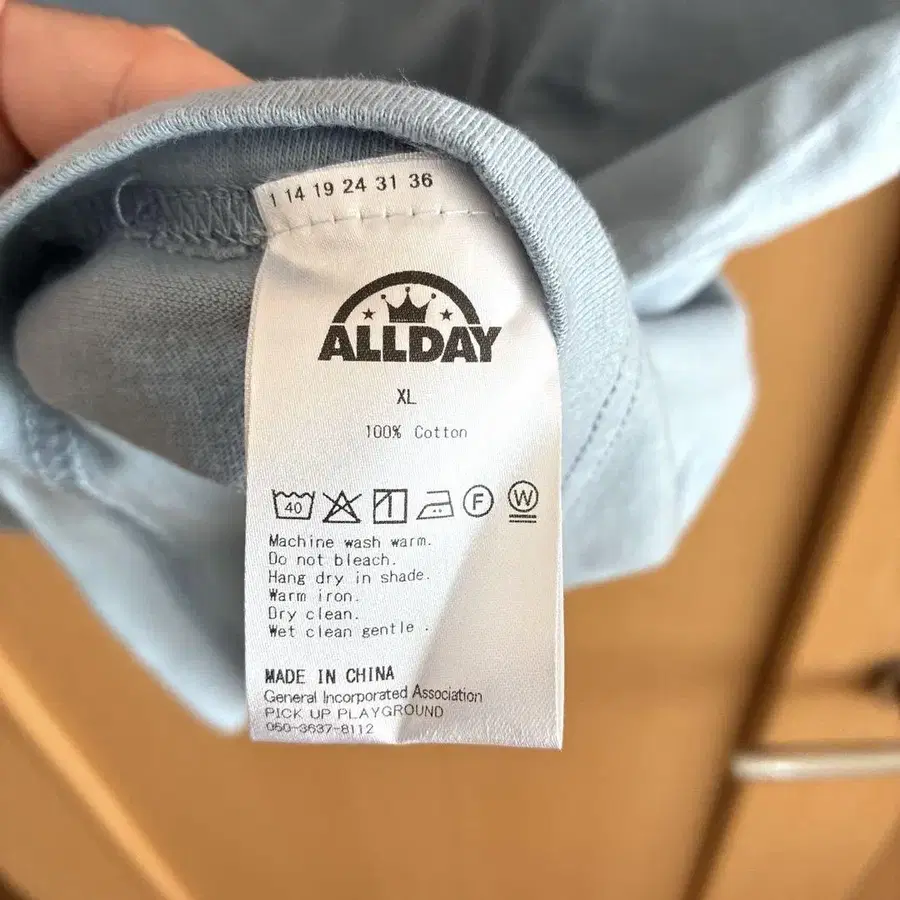 1 14 19 24 31 36
ALLDAY
XL
100% Cotton
40 F W
Machine wash warm.
Do not bleach.
Hang dry in shade.
Warm iron.
Dry clean.
Wet clean gentle .
MADE IN CHINA
General Incorporated Association
PICK UP PLAYGROUND
060-3637-8112